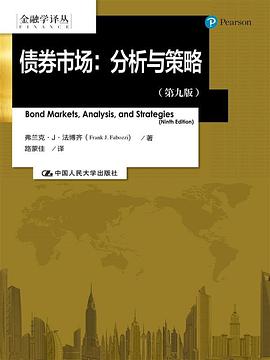 金融学译丛
FINANCE
Pearson
债券市场：分析与策略
（第九版）
Bond Markets, Analysis, and Strategies
(Ninth Edition)
弗兰克·J·法博齐（Frank J. Fabozzi）/著
路蒙佳/译
中国人民大学出版社